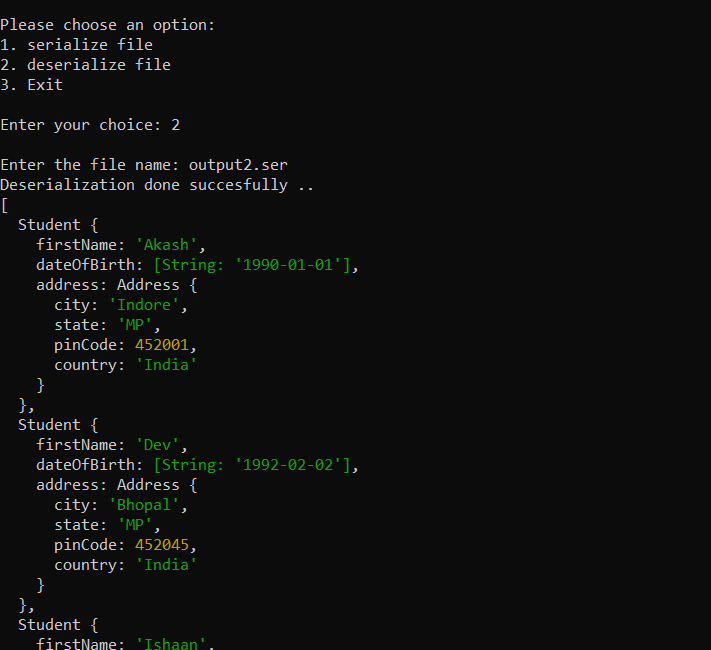 Please choose an option:
1. serialize file
2. deserialize file
3. Exit
Enter your choice: 2
Enter the file name: output2.ser
Deserialization done succesfully ..
[
  Student {
    firstName: 'Akash',
    dateOfBirth: [String: '1990-01-01'],
    address: Address {
      city: 'Indore',
      state: 'MP',
      pinCode: 452001,
      country: 'India'
    }
  },
  Student {
    firstName: 'Dev',
    dateOfBirth: [String: '1992-02-02'],
    address: Address {
      city: 'Bhopal',
      state: 'MP',
      pinCode: 452045,
      country: 'India'
    }
  },
  Student {
    firstName: 'Ishaan',